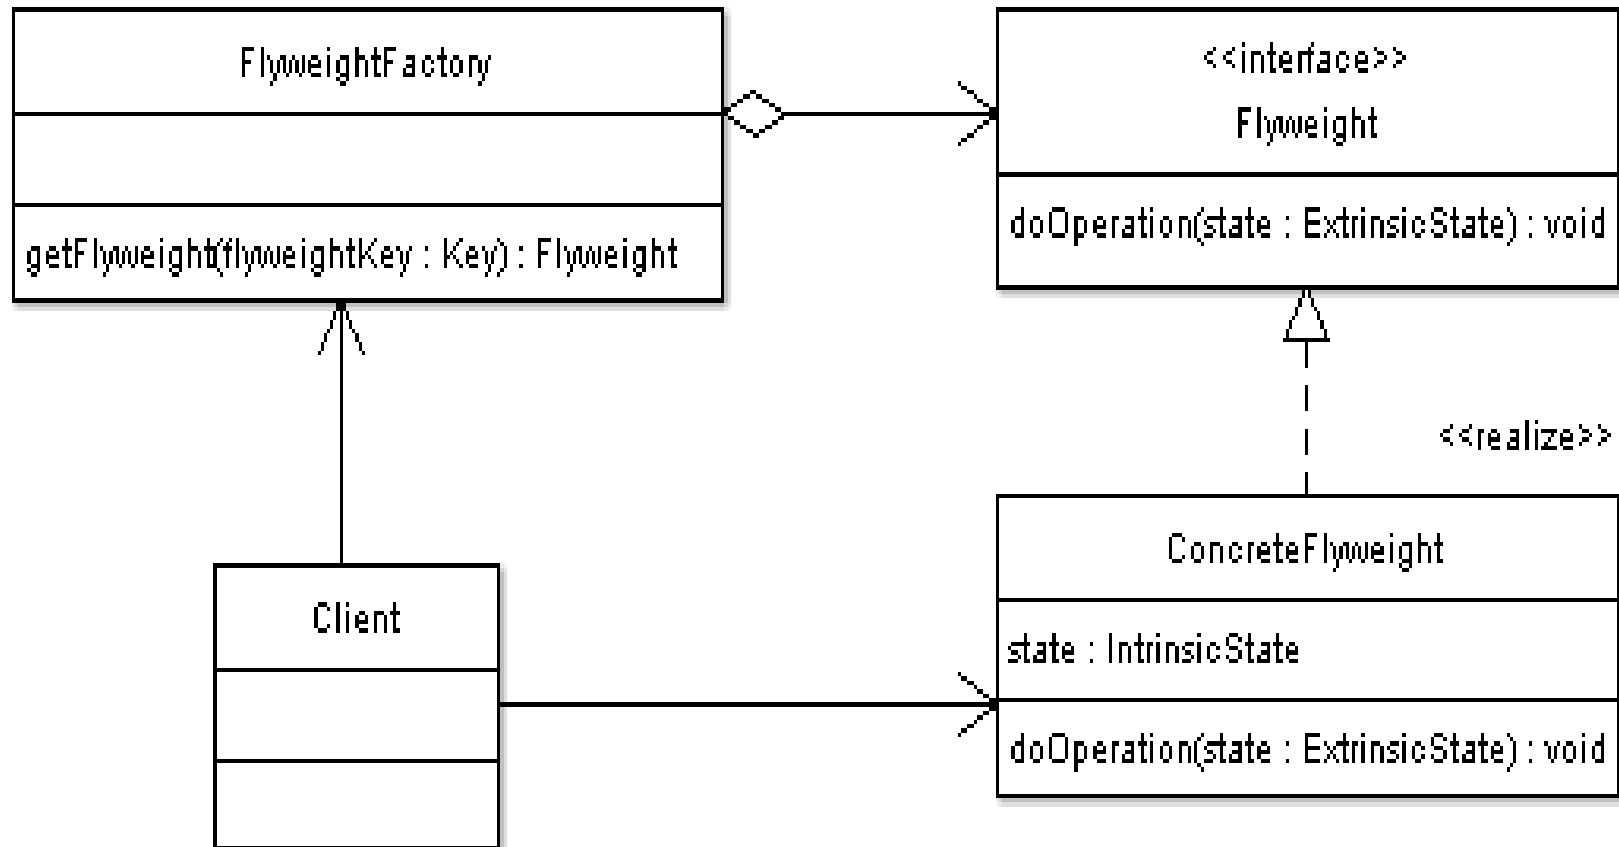 FlyweightFactory
getFlyweight(flyweightKey : Key) : Flyweight
<<interface>>
Flyweight
doOperation(state : ExtrinsicState) : void
<<realize>>
Client
ConcreteFlyweight
state : IntrinsicState
doOperation(state : ExtrinsicState) : void